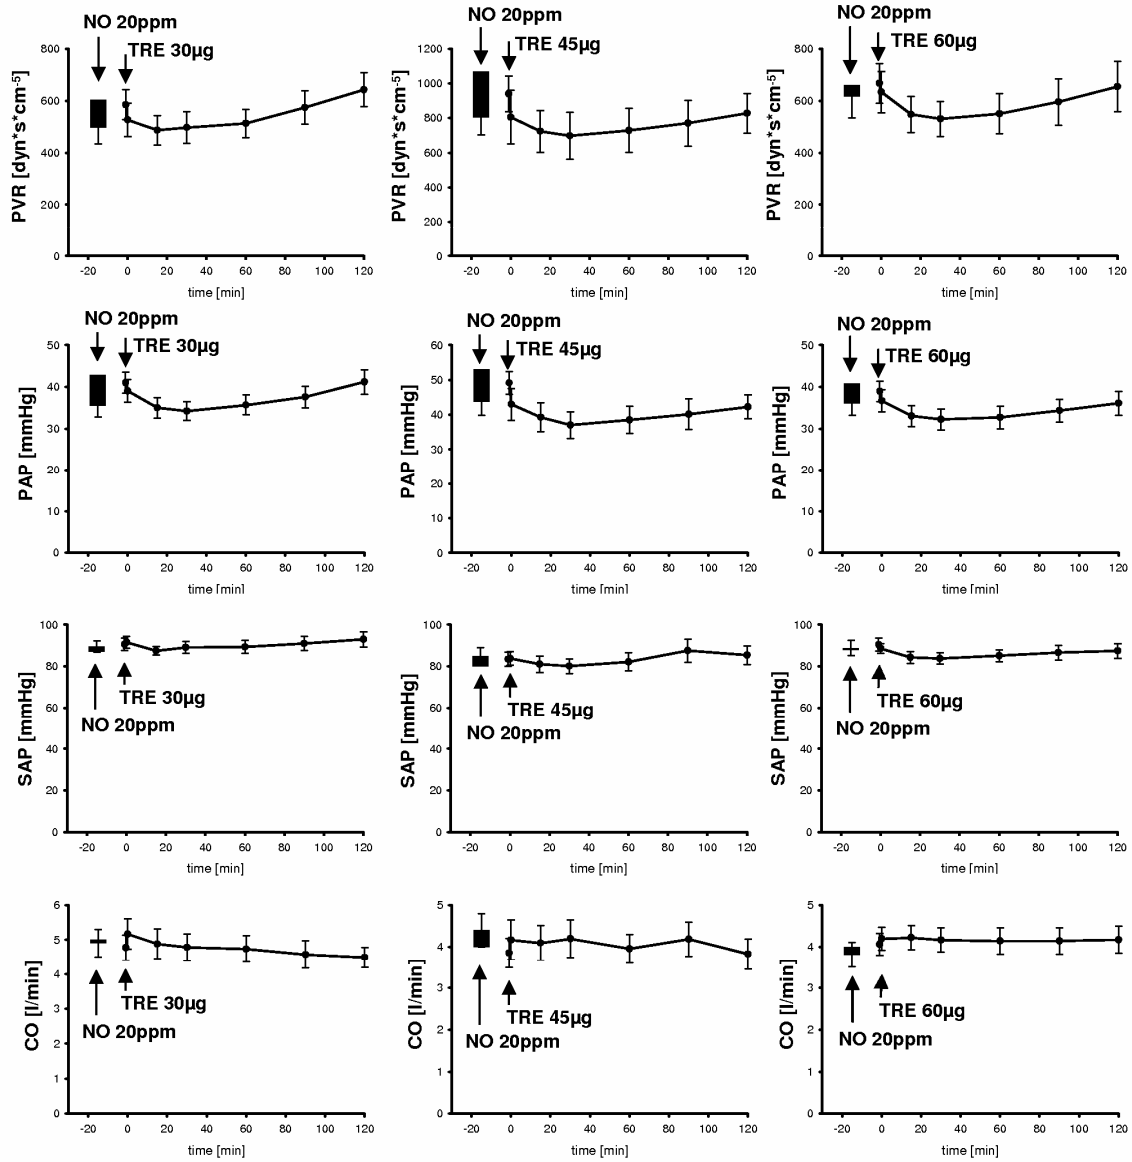 NO 20ppm
TRE 30µg
800
600
400
200
0
PVR [dyn*s*cm-5]
-20 0 20 40 60 80 100 120
time [min]
NO 20ppm
TRE 45µg
1200
1000
800
600
400
200
0
PVR [dyn*s*cm-5]
-20 0 20 40 60 80 100 120
time [min]
NO 20ppm
TRE 60µg
800
600
400
200
0
PVR [dyn*s*cm-5]
-20 0 20 40 60 80 100 120
time [min]
NO 20ppm
TRE 30µg
50
40
30
20
10
0
PAP [mmHg]
-20 0 20 40 60 80 100 120
time [min]
NO 20ppm
TRE 45µg
60
50
40
30
20
10
0
PAP [mmHg]
-20 0 20 40 60 80 100 120
time [min]
NO 20ppm
TRE 60µg
50
40
30
20
10
0
PAP [mmHg]
-20 0 20 40 60 80 100 120
time [min]
100
80
60
40
20
0
SAP [mmHg]
TRE 30µg
NO 20ppm
-20 0 20 40 60 80 100 120
time [min]
100
80
60
40
20
0
SAP [mmHg]
TRE 45µg
NO 20ppm
-20 0 20 40 60 80 100 120
time [min]
100
80
60
40
20
0
SAP [mmHg]
TRE 60µg
NO 20ppm
-20 0 20 40 60 80 100 120
time [min]
6
5
4
3
2
1
0
CO [l/min]
TRE 30µg
NO 20ppm
-20 0 20 40 60 80 100 120
time [min]
5
4
3
2
1
0
CO [l/min]
TRE 45µg
NO 20ppm
-20 0 20 40 60 80 100 120
time [min]
5
4
3
2
1
0
CO [l/min]
TRE 60µg
NO 20ppm
-20 0 20 40 60 80 100 120
time [min]